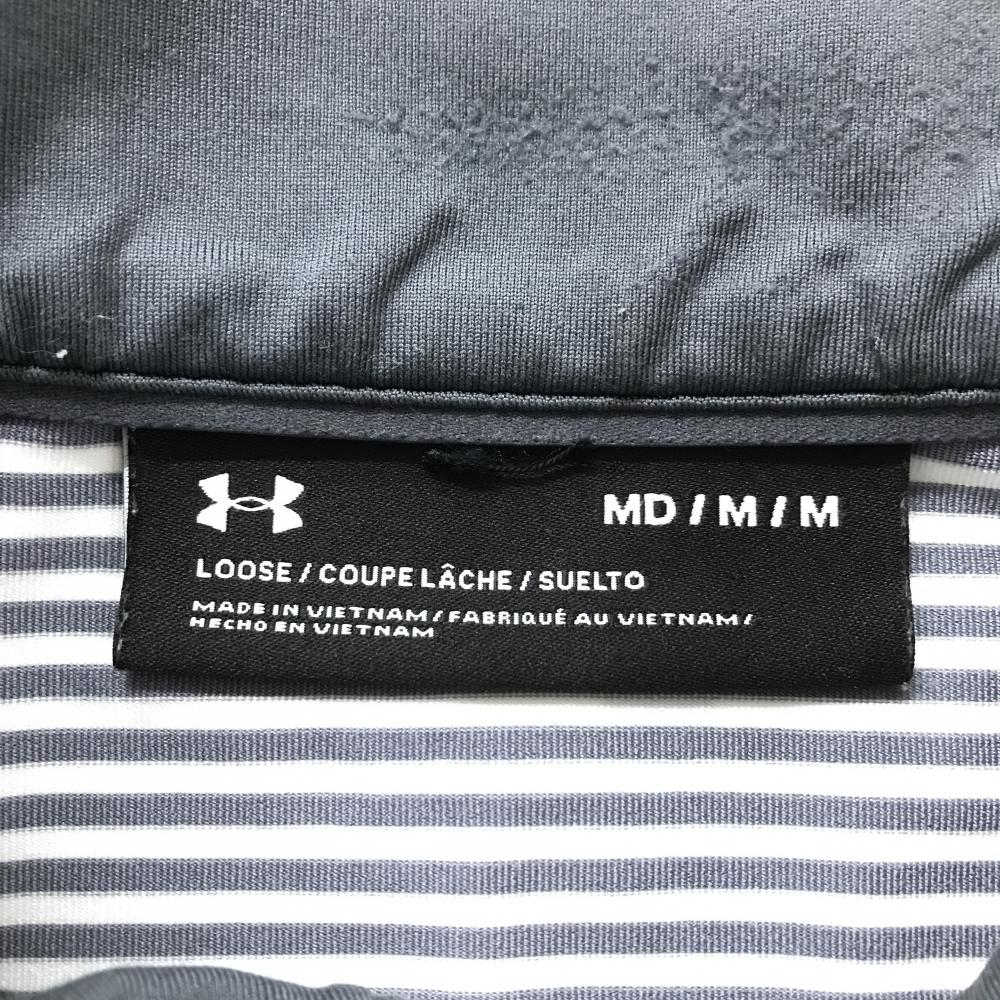 MD / M / M
LOOSE / COUPE LÂCHE / SUELTO
MADE IN VIETNAM / FABRIQUÉ AU VIETNAM /
HECHO EN VIETNAM